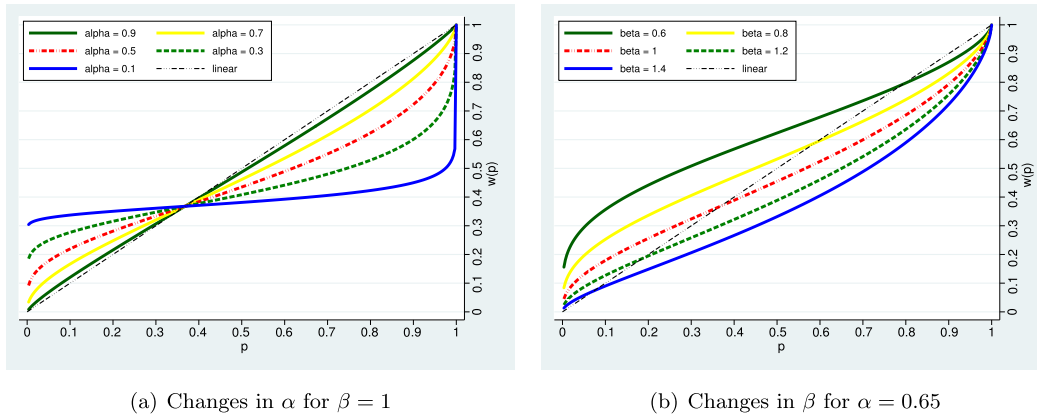 alpha = 0.9 alpha = 0.7
alpha = 0.5 alpha = 0.3
alpha = 0.1 linear
0 0.1 0.2 0.3 0.4 0.5 0.6 0.7 0.8 0.9 1
w(p)
0 0.1 0.2 0.3 0.4 0.5 0.6 0.7 0.8 0.9 1
p
(a) Changes in α for β = 1
beta = 0.6 beta = 0.8
beta = 1 beta = 1.2
beta = 1.4 linear
0 0.1 0.2 0.3 0.4 0.5 0.6 0.7 0.8 0.9 1
w(p)
0 0.1 0.2 0.3 0.4 0.5 0.6 0.7 0.8 0.9 1
p
(b) Changes in β for α = 0.65